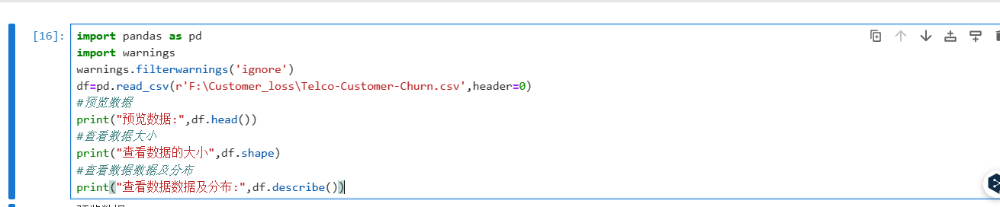 [16]:
import pandas as pd
import warnings
warnings.filterwarnings('ignore')
df=pd.read_csv(r'F:\Customer_loss\Telco-Customer-Churn.csv',header=0)
#预览数据
print("预览数据:",df.head())
#查看数据大小
print("查看数据的大小",df.shape)
#查看数据数据及分布
print("查看数据数据及分布:",df.describe())